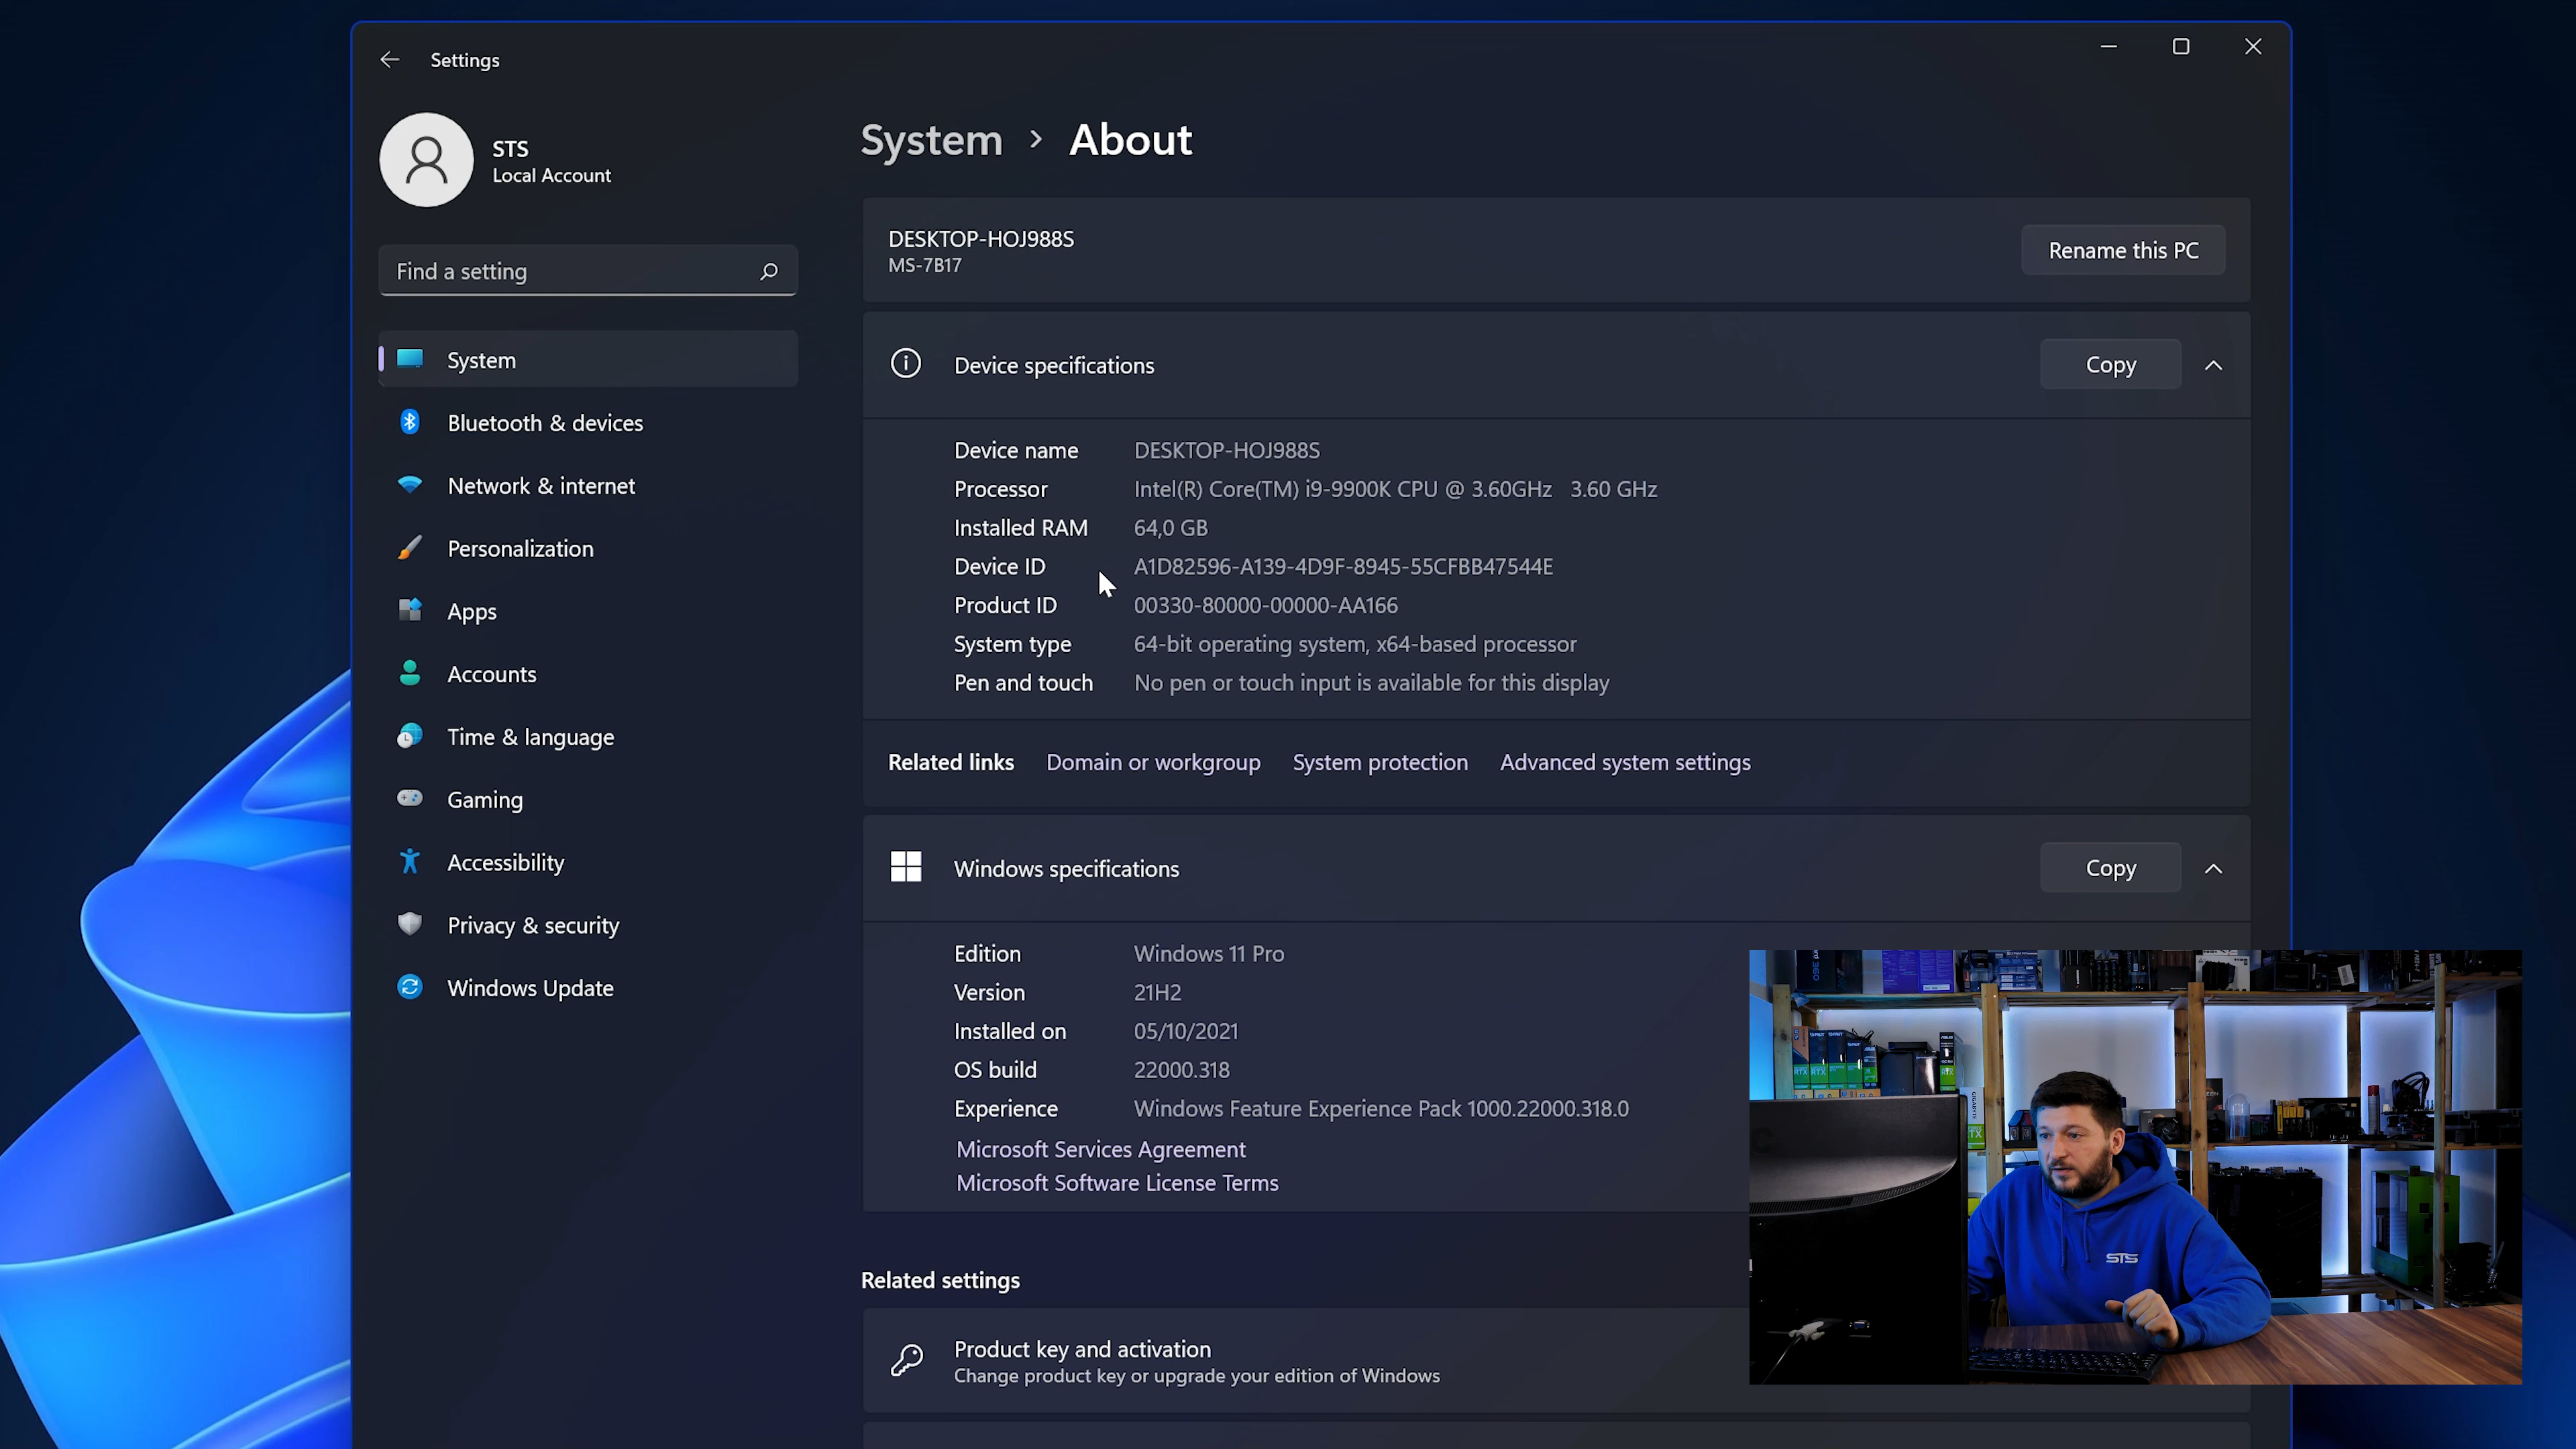 Settings
STS
Local Account
Find a setting
System
Bluetooth & devices
Network & internet
Personalization
Apps
Accounts
Time & language
Gaming
Accessibility
Privacy & security
Windows Update
System > About
DESKTOP-HOJ988S
MS-7B17
Rename this PC
Device specifications
Copy
Device name DESKTOP-HOJ988S
Processor Intel(R) Core(TM) i9-9900K CPU @ 3.60GHz 3.60 GHz
Installed RAM 64,0 GB
Device ID A1D82596-A139-4D9F-8945-55CFBB47544E
Product ID 00330-80000-00000-AA166
System type 64-bit operating system, x64-based processor
Pen and touch No pen or touch input is available for this display
Related links Domain or workgroup System protection Advanced system settings
Windows specifications
Copy
Edition Windows 11 Pro
Version 21H2
Installed on 05/10/2021
OS build 22000.318
Experience Windows Feature Experience Pack 1000.22000.318.0
Microsoft Services Agreement
Microsoft Software License Terms
Related settings
Product key and activation
Change product key or upgrade your edition of Windows
STS